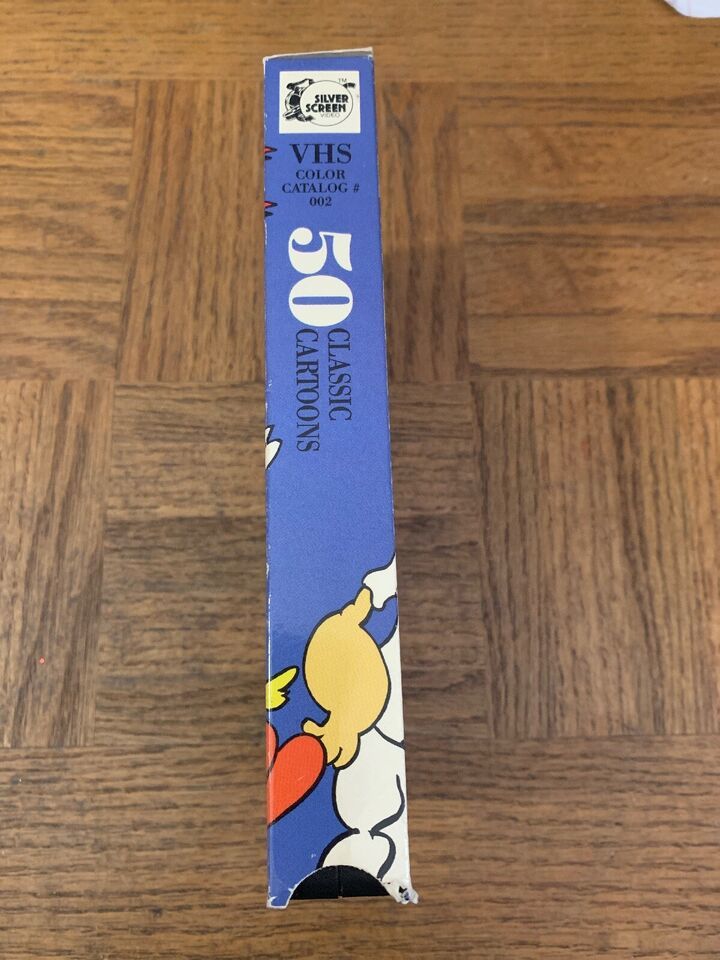 TM
SILVER
SCREEN
VIDEO
VHS
COLOR
CATALOG #
002
50
CLASSIC
CARTOONS